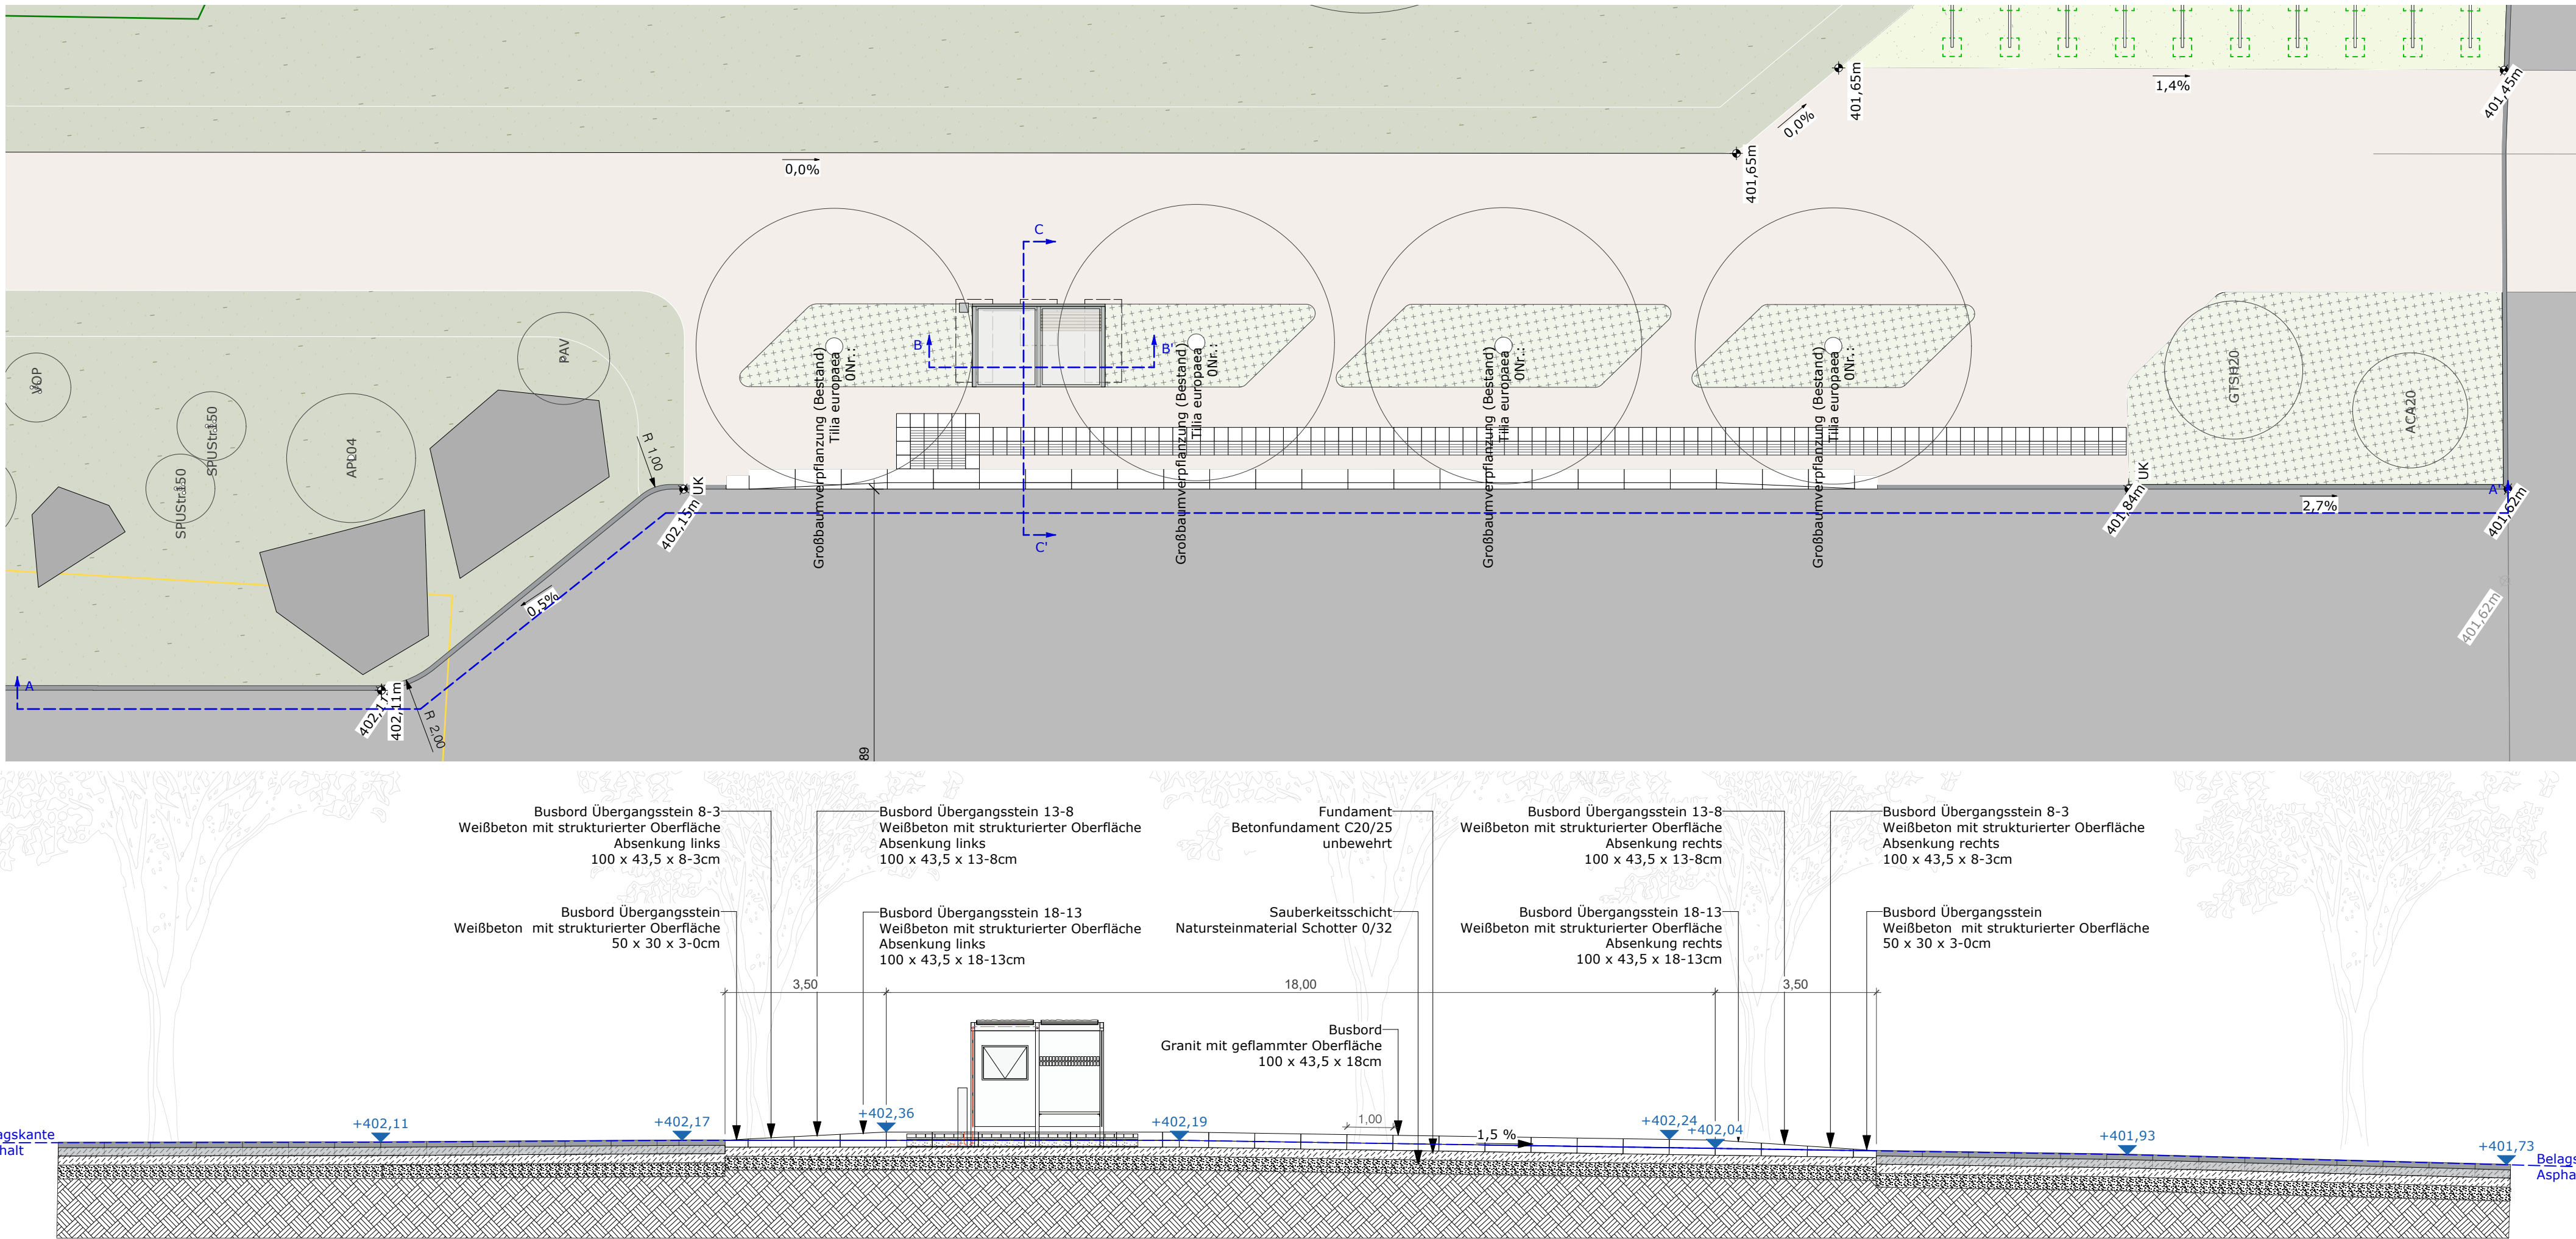 401,65m
1,4%
401,45m
0,0%
401,65m
0,0%
C
B
B'
PAV
VOP
SPUStr150
SPUStr150
APL04
R 1,00
UK
402,15m
Großbaumverpflanzung (Bestand)
Tilia europaea
0Nr.:
Großbaumverpflanzung (Bestand)
Tilia europaea
0Nr.:
Großbaumverpflanzung (Bestand)
Tilia europaea
0Nr.:
Großbaumverpflanzung (Bestand)
Tilia europaea
0Nr.:
GTSH20
ACA20
UK
401,84m
2,7%
A'
401,62m
401,62m
C'
0,5%
A
402,11m
R 2,00
89
Busbord Übergangsstein 8-3
Weißbeton mit strukturierter Oberfläche
Absenkung links
100 x 43,5 x 8-3cm
Busbord Übergangsstein 13-8
Weißbeton mit strukturierter Oberfläche
Absenkung links
100 x 43,5 x 13-8cm
Fundament
Betonfundament C20/25
unbewehrt
Busbord Übergangsstein 13-8
Weißbeton mit strukturierter Oberfläche
Absenkung rechts
100 x 43,5 x 13-8cm
Busbord Übergangsstein 8-3
Weißbeton mit strukturierter Oberfläche
Absenkung rechts
100 x 43,5 x 8-3cm
Busbord Übergangsstein
Weißbeton  mit strukturierter Oberfläche
50 x 30 x 3-0cm
Busbord Übergangsstein 18-13
Weißbeton mit strukturierter Oberfläche
Absenkung links
100 x 43,5 x 18-13cm
Sauberkeitsschicht
Natursteinmaterial Schotter 0/32
Busbord Übergangsstein 18-13
Weißbeton mit strukturierter Oberfläche
Absenkung rechts
100 x 43,5 x 18-13cm
Busbord Übergangsstein
Weißbeton  mit strukturierter Oberfläche
50 x 30 x 3-0cm
3,50
18,00
3,50
Busbord
Granit mit geflammter Oberfläche
100 x 43,5 x 18cm
1,00
+402,11
+402,17
+402,36
+402,19
1,5 %
+402,24
+402,04
+401,93
+401,73
agskante
halt
Belags
Aspha